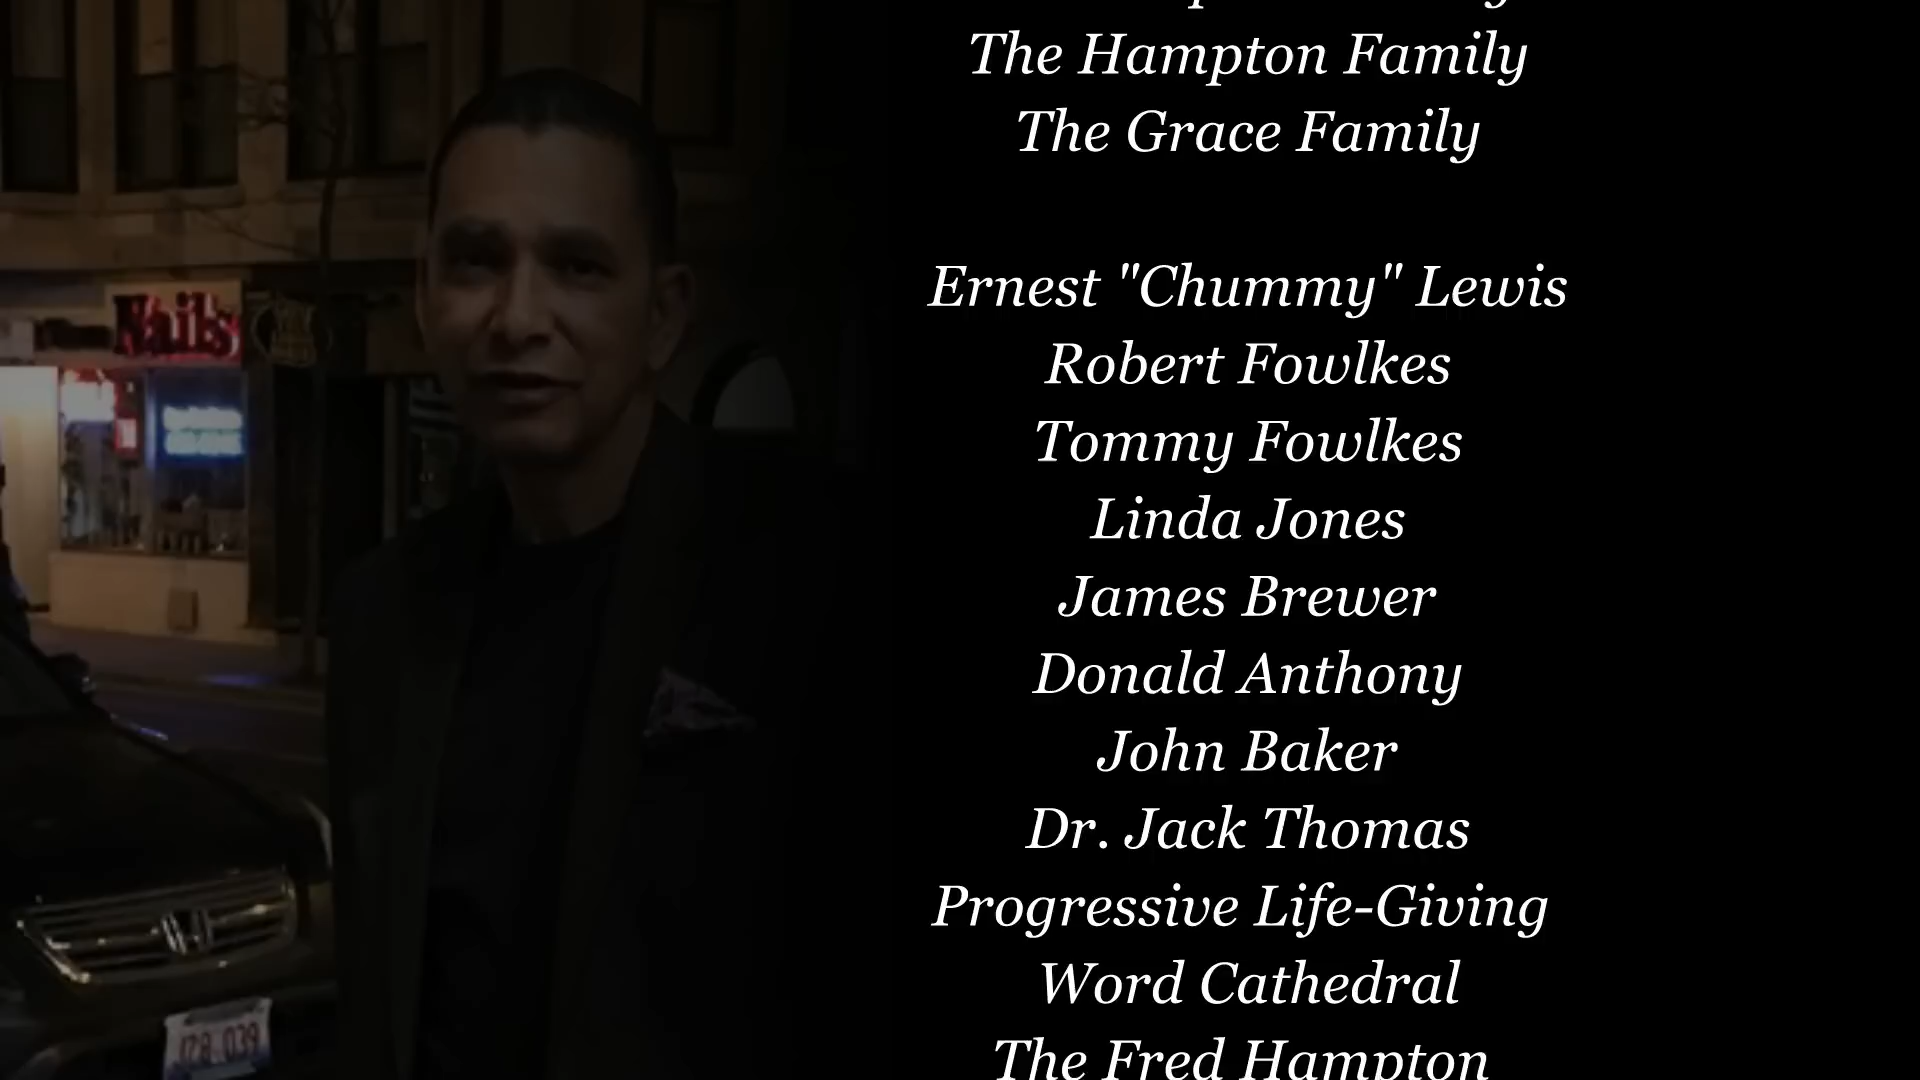 The Hampton Family
The Grace Family
Ernest "Chummy" Lewis
Robert Fowlkes
Tommy Fowlkes
Linda Jones
James Brewer
Donald Anthony
John Baker
Dr. Jack Thomas
Progressive Life-Giving
Word Cathedral
The Fred Hampton
Nails